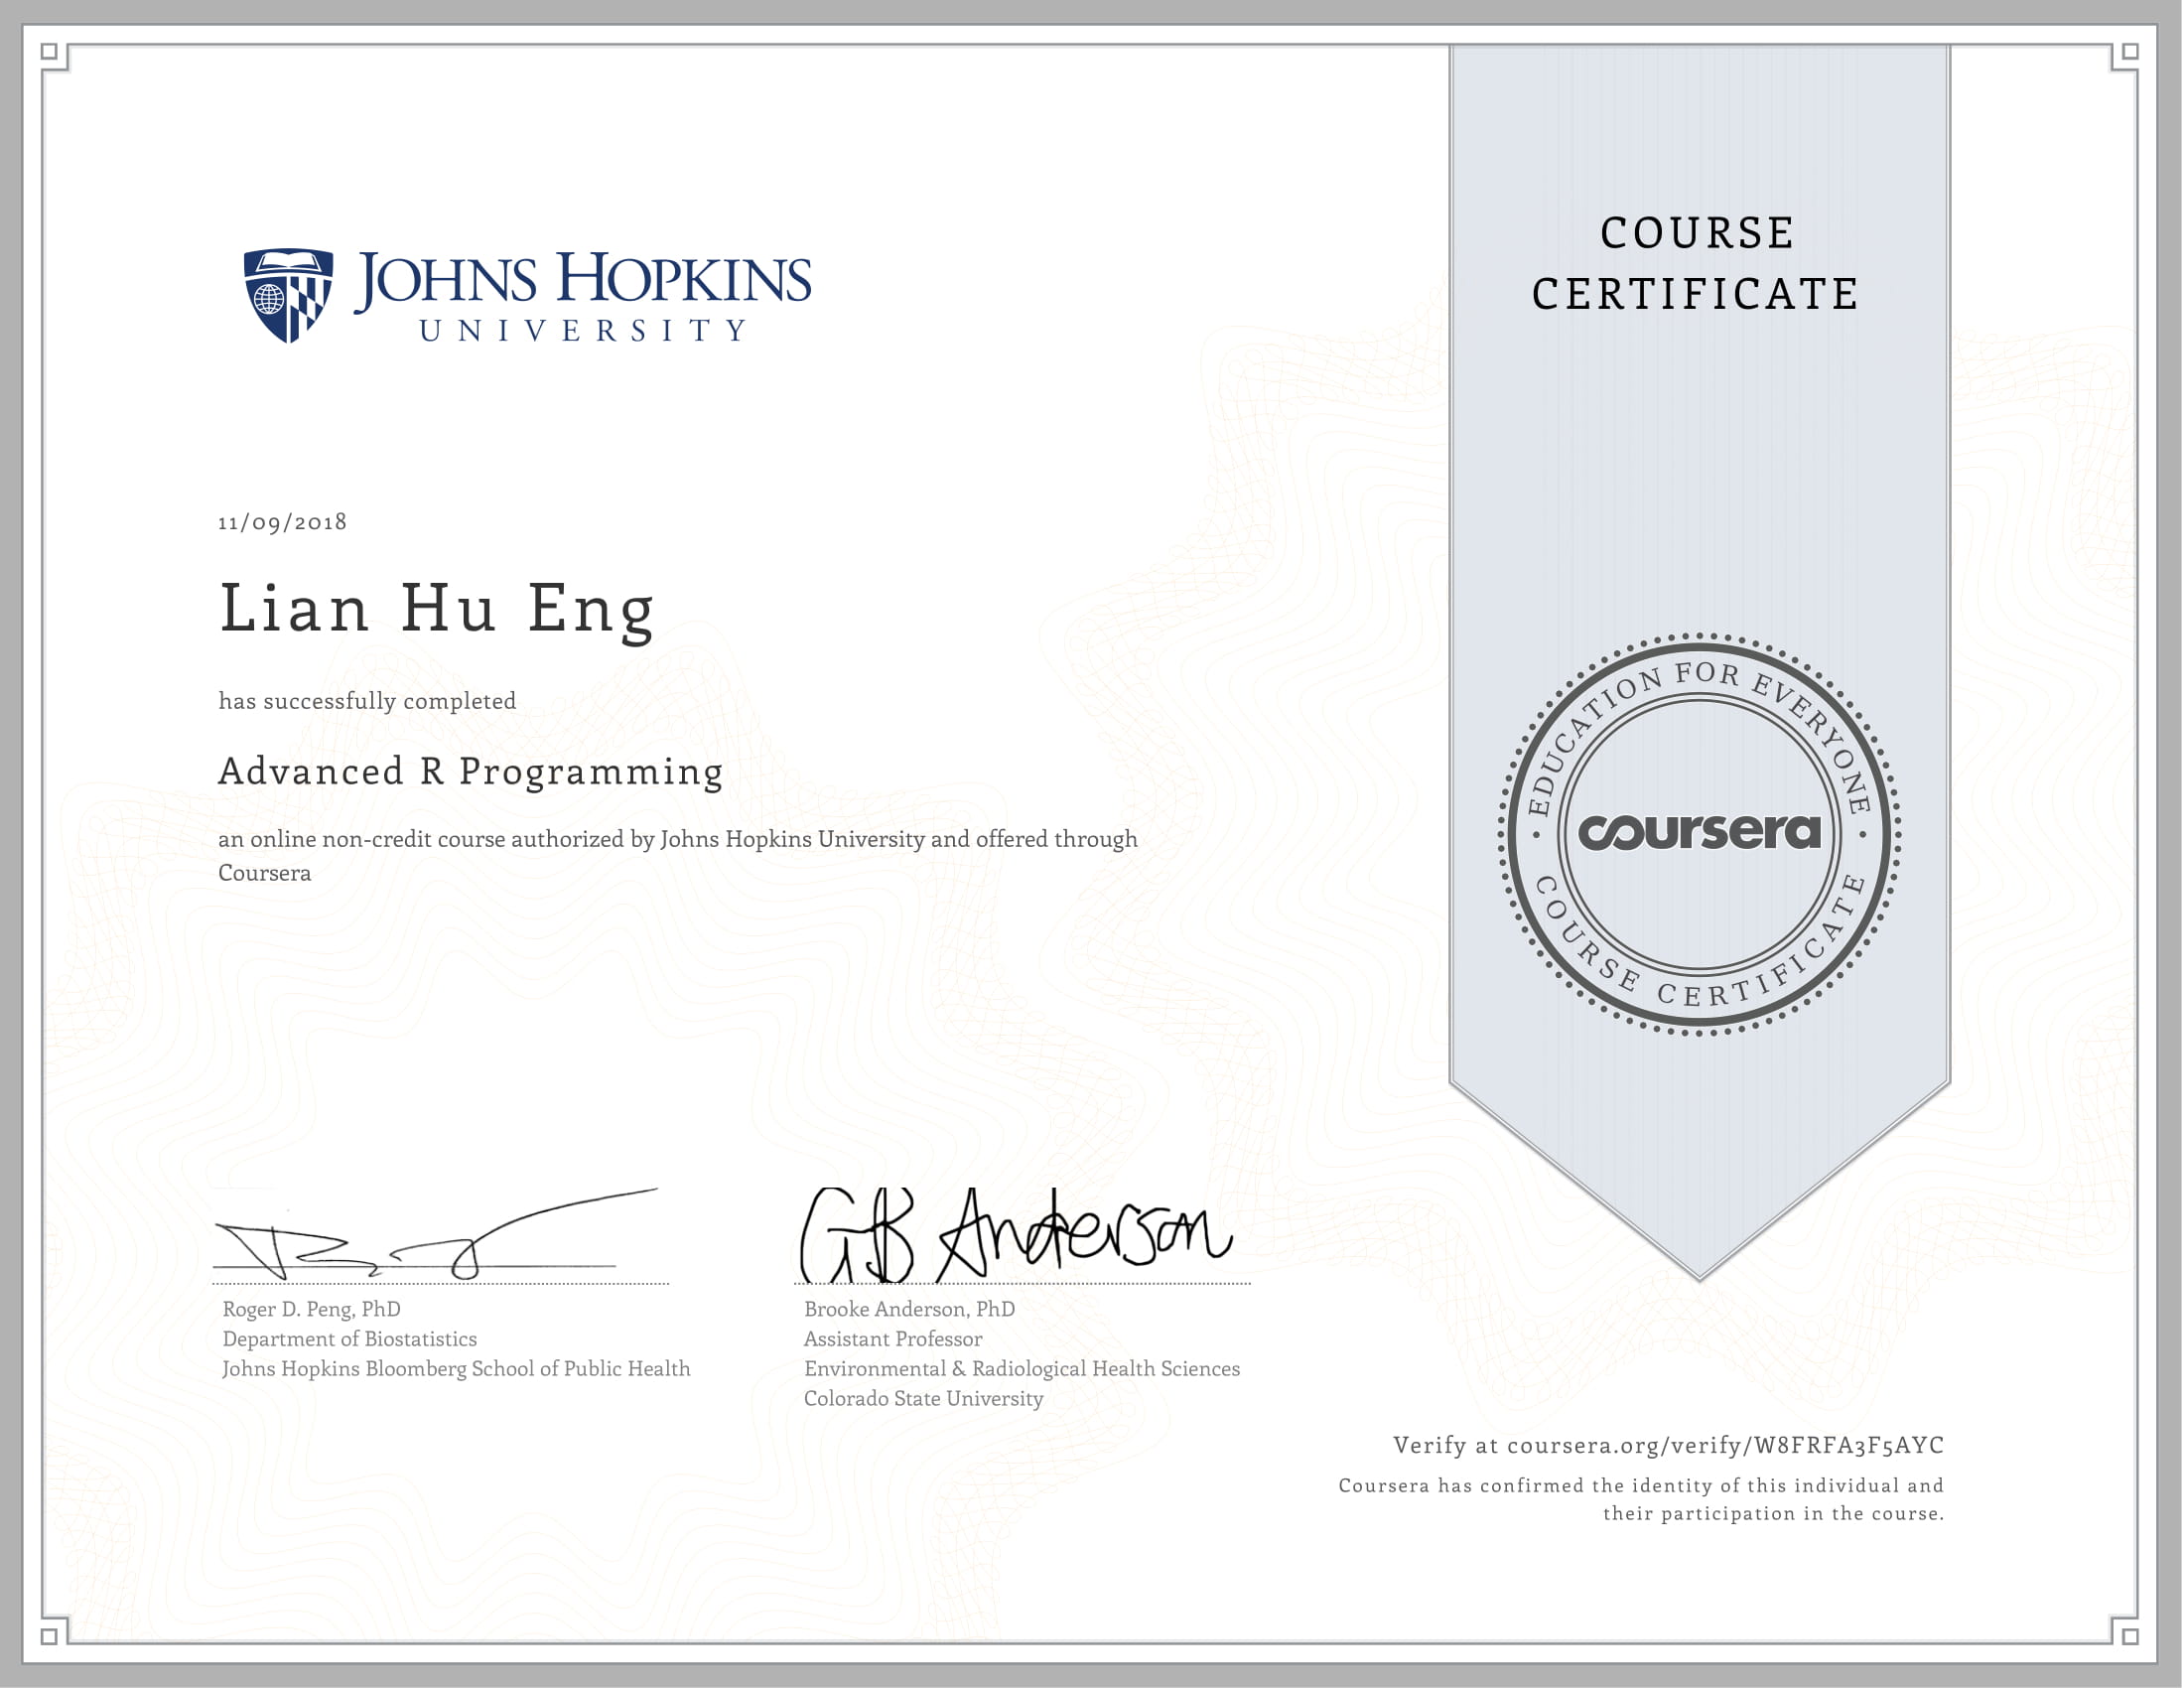 JOHNS HOPKINS
UNIVERSITY
COURSE
CERTIFICATE
11/09/2018
Lian Hu Eng
has successfully completed
Advanced R Programming
an online non-credit course authorized by Johns Hopkins University and offered through
Coursera
EDUCATION FOR EVERYONE
coursera
COURSE CERTIFICATE
GB Anderson
Roger D. Peng, PhD
Department of Biostatistics
Johns Hopkins Bloomberg School of Public Health
Brooke Anderson, PhD
Assistant Professor
Environmental & Radiological Health Sciences
Colorado State University
Verify at coursera.org/verify/W8FRFA3F5AYC
Coursera has confirmed the identity of this individual and
their participation in the course.